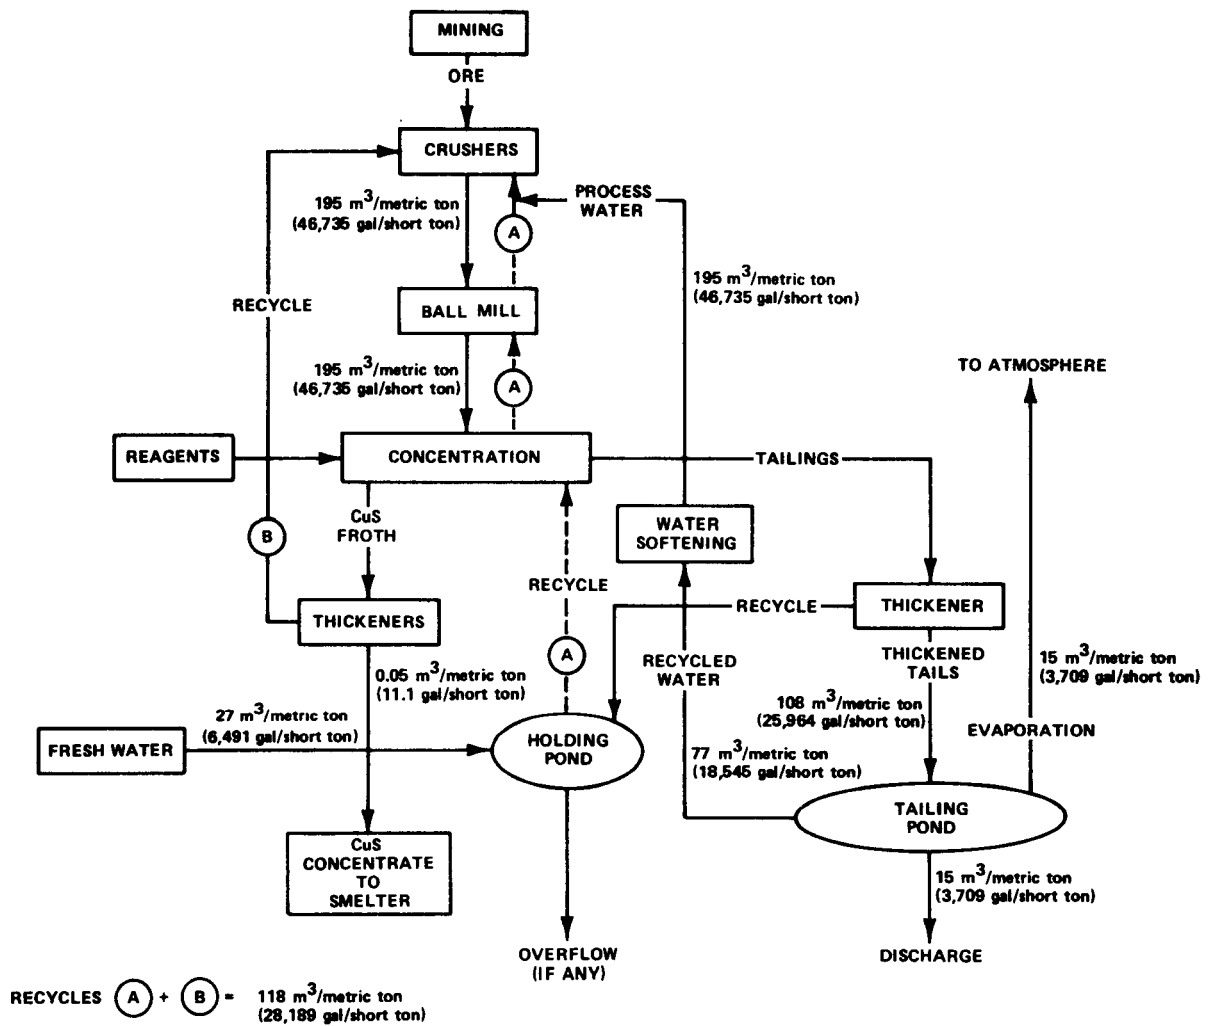 MINING
ORE
CRUSHERS
PROCESS
WATER
195 m³/metric ton
(46,735 gal/short ton)
A
195 m³/metric ton
(46,735 gal/short ton)
RECYCLE
BALL MILL
195 m³/metric ton
(46,735 gal/short ton)
A
TO ATMOSPHERE
REAGENTS
CONCENTRATION
TAILINGS
CuS
FROTH
B
WATER
SOFTENING
RECYCLE
THICKENERS
RECYCLE
THICKENER
A
RECYCLED
WATER
THICKENED
TAILS
0.05 m³/metric ton
(11.1 gal/short ton)
15 m³/metric ton
(3,709 gal/short ton)
27 m³/metric ton
(6,491 gal/short ton)
108 m³/metric ton
(25,964 gal/short ton)
FRESH WATER
HOLDING
POND
EVAPORATION
77 m³/metric ton
(18,545 gal/short ton)
TAILING
POND
CuS
CONCENTRATE
TO
SMELTER
15 m³/metric ton
(3,709 gal/short ton)
OVERFLOW
(IF ANY)
DISCHARGE
RECYCLES A + B = 118 m³/metric ton
(28,189 gal/short ton)